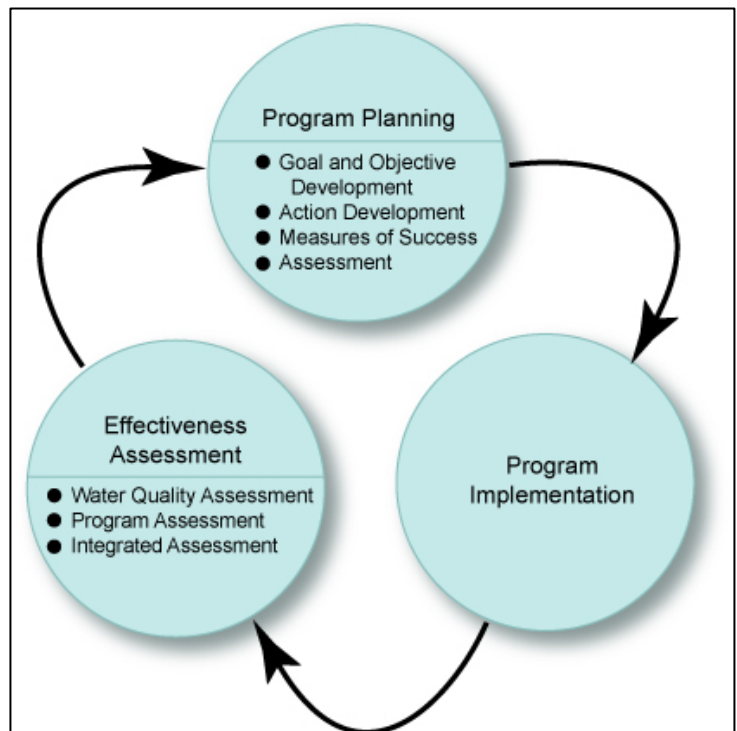 Program Planning
● Goal and Objective
Development
● Action Development
● Measures of Success
● Assessment
Effectiveness
Assessment
● Water Quality Assessment
● Program Assessment
● Integrated Assessment
Program
Implementation